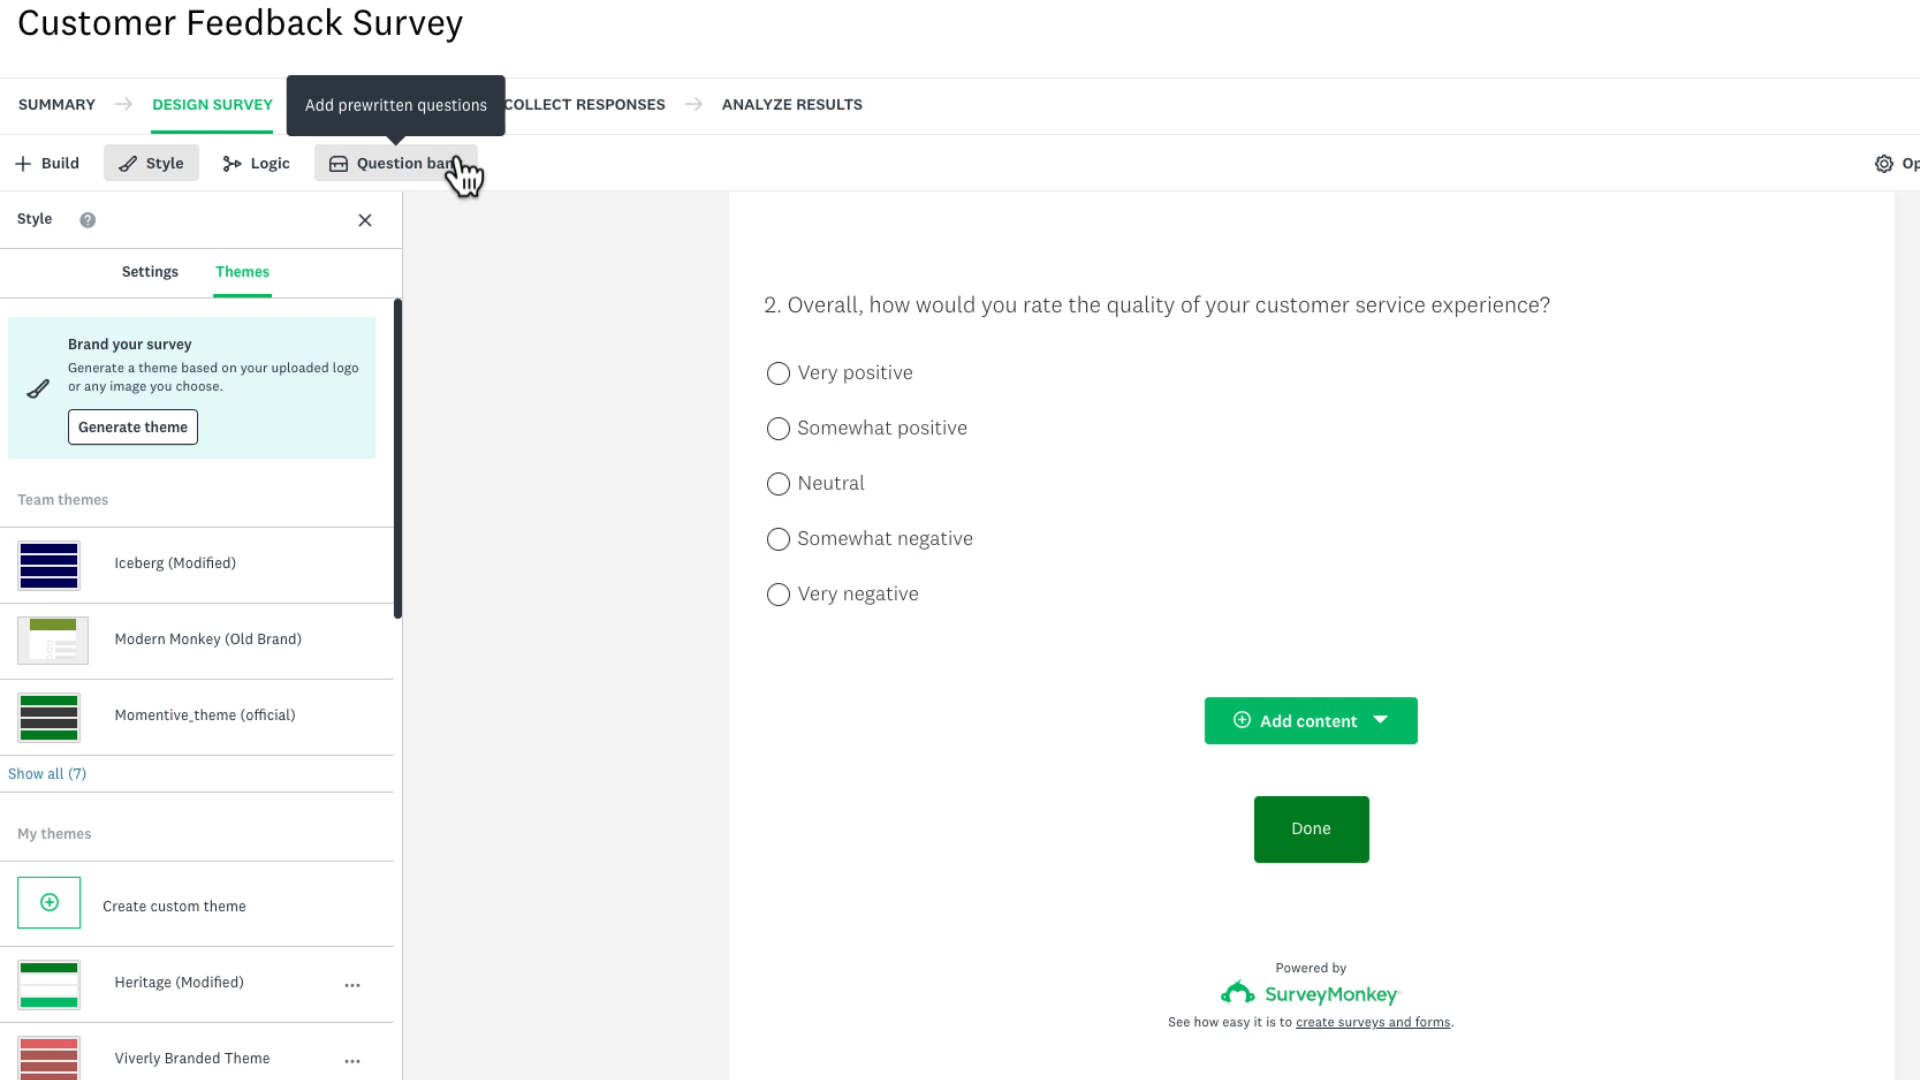 Customer Feedback Survey
SUMMARY
DESIGN SURVEY
Add prewritten questions
COLLECT RESPONSES
ANALYZE RESULTS
Build
Style
Logic
Question ban
Op
Style
?
Settings
Themes
Brand your survey
Generate a theme based on your uploaded logo
or any image you choose.
Generate theme
Team themes
Iceberg (Modified)
Modern Monkey (Old Brand)
Momentive_theme (official)
Show all (7)
My themes
Create custom theme
Heritage (Modified)
...
Viverly Branded Theme
...
2. Overall, how would you rate the quality of your customer service experience?
Very positive
Somewhat positive
Neutral
Somewhat negative
Very negative
Add content
Done
Powered by
SurveyMonkey
See how easy it is to create surveys and forms.